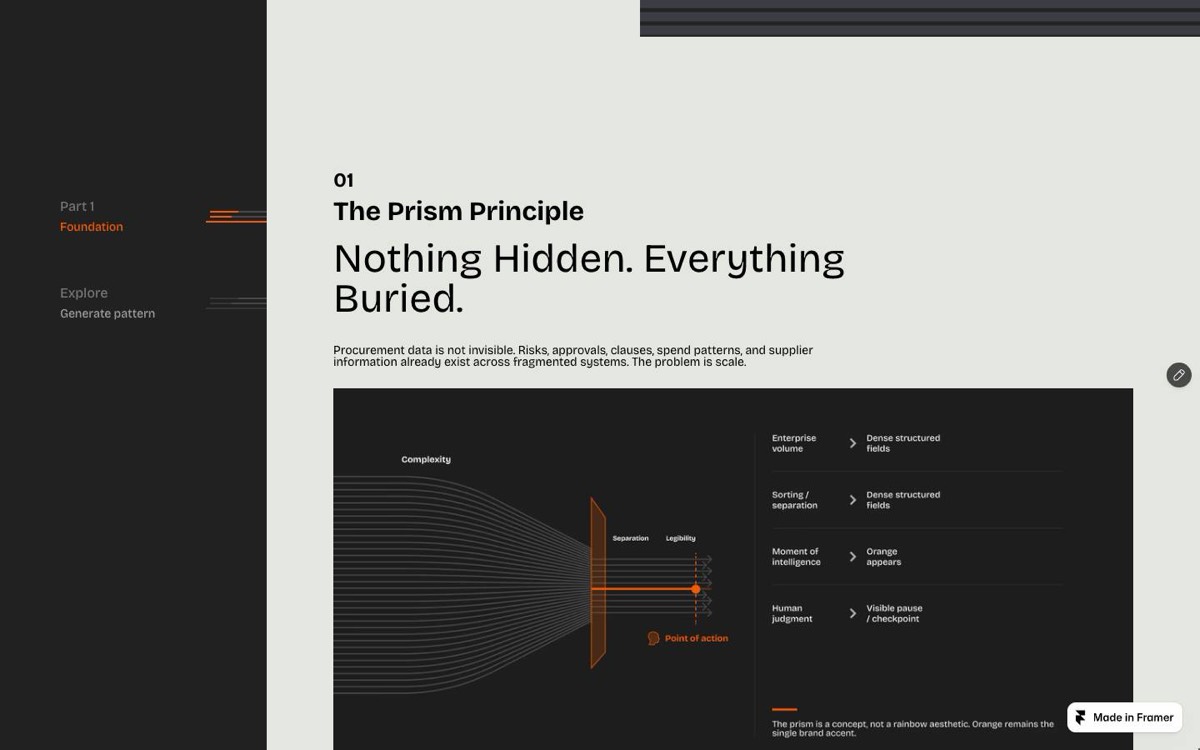 Part 1
Foundation
Explore
Generate pattern
01
The Prism Principle
Nothing Hidden. Everything
Buried.
Procurement data is not invisible. Risks, approvals, clauses, spend patterns, and supplier
information already exist across fragmented systems. The problem is scale.
Complexity
Separation
Legibility
Point of action
Enterprise
volume
Dense structured
fields
Sorting /
separation
Dense structured
fields
Moment of
intelligence
Orange
appears
Human
judgment
Visible pause
/ checkpoint
The prism is a concept, not a rainbow aesthetic. Orange remains the
single brand accent.
Made in Framer